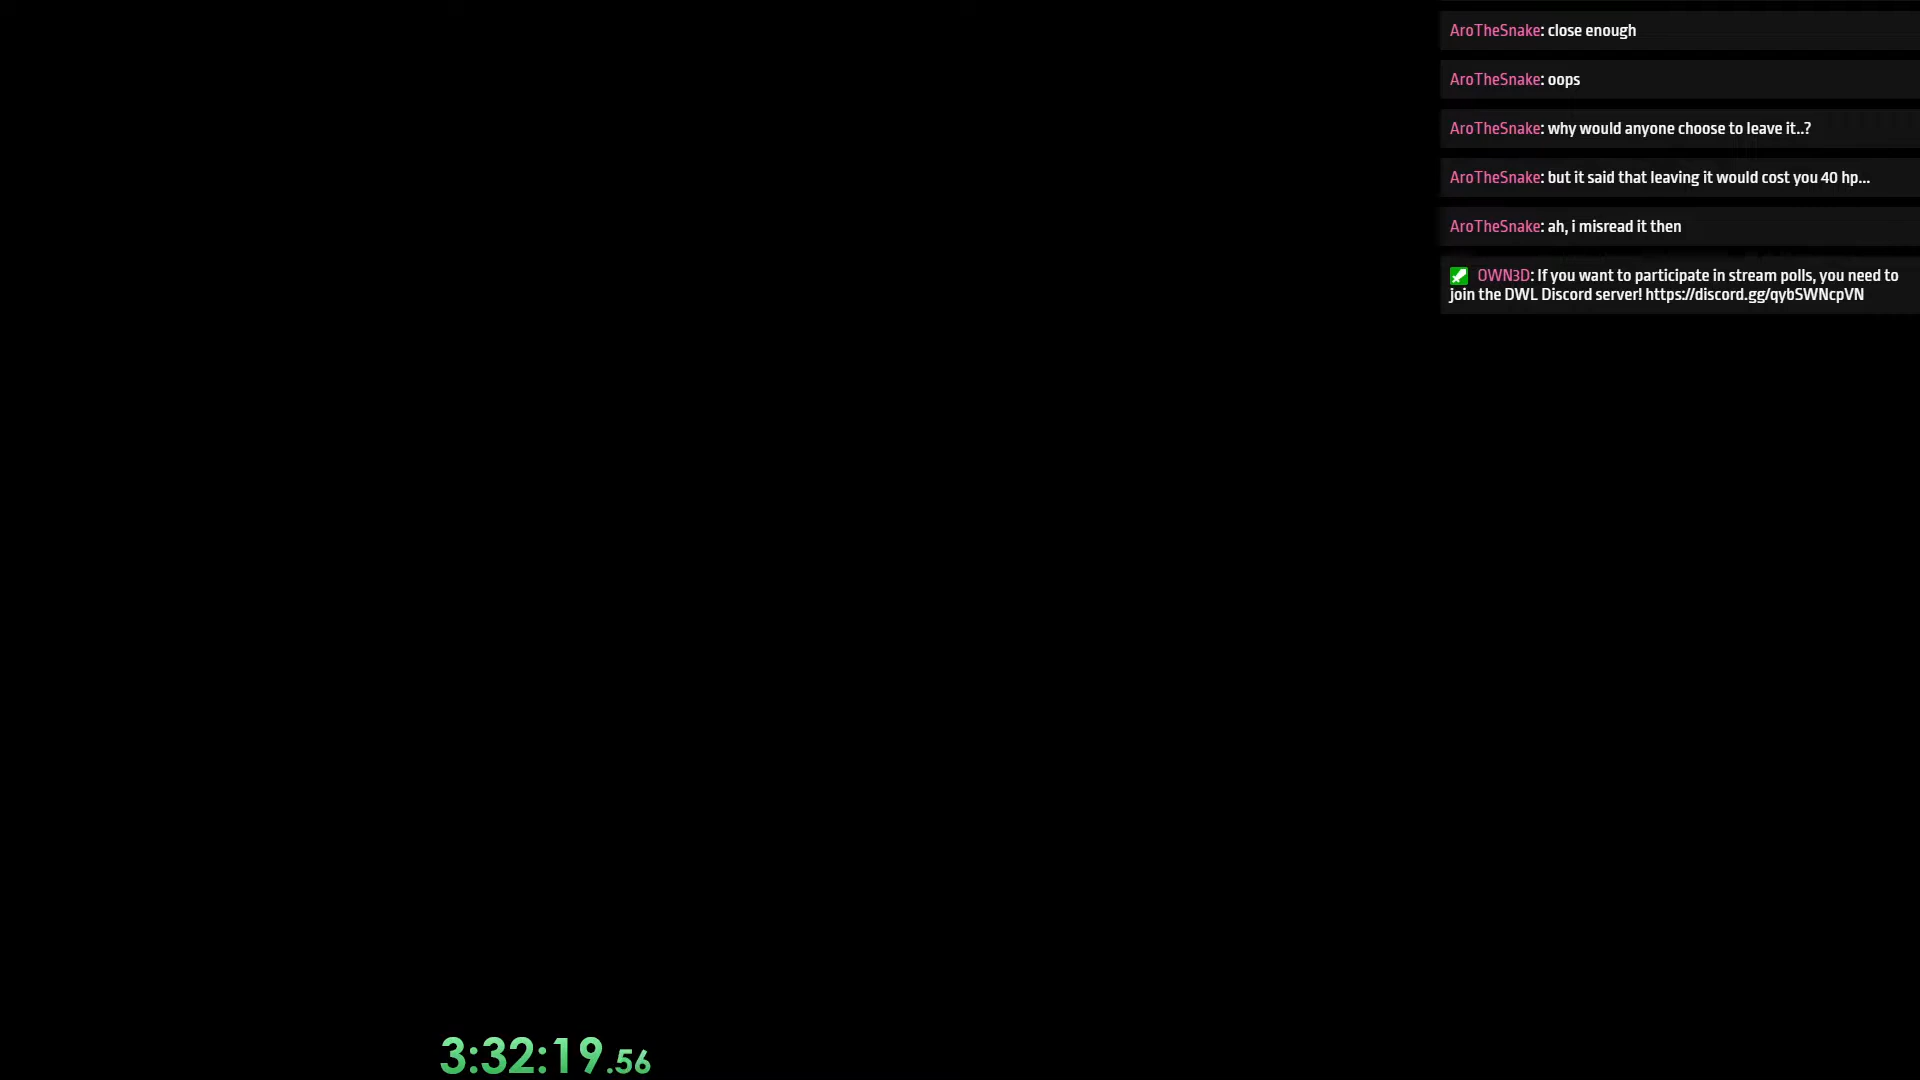 AroTheSnake: close enough
AroTheSnake: oops
AroTheSnake: why would anyone choose to leave it..?
AroTheSnake: but it said that leaving it would cost you 40 hp...
AroTheSnake: ah, i misread it then
OWN3D: If you want to participate in stream polls, you need to
join the DWL Discord server! https://discord.gg/qybSWNcpVN
3:32:19.56